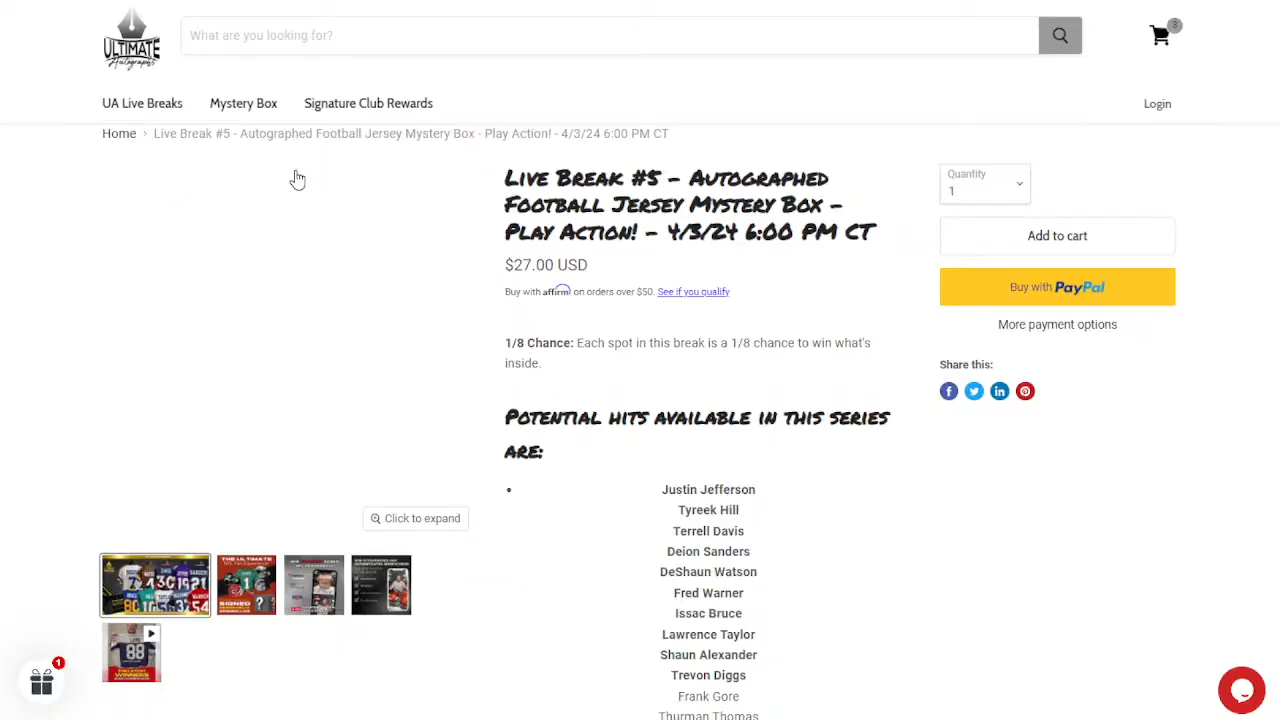 ULTIMATE
Autographs
What are you looking for?
3
UA Live Breaks
Mystery Box
Signature Club Rewards
Login
Home › Live Break #5 - Autographed Football Jersey Mystery Box - Play Action! - 4/3/24 6:00 PM CT
Live Break #5 - Autographed
Football Jersey Mystery Box -
Play Action! - 4/3/24 6:00 PM CT
$27.00 USD
Buy with affirm on orders over $50. See if you qualify
1/8 Chance: Each spot in this break is a 1/8 chance to win what's
inside.
Potential hits available in this series
are:
Justin Jefferson
Tyreek Hill
Terrell Davis
Deion Sanders
DeShaun Watson
Fred Warner
Issac Bruce
Lawrence Taylor
Shaun Alexander
Trevon Diggs
Frank Gore
Thurman Thomas
Quantity
1
Add to cart
Buy with PayPal
More payment options
Share this:
Click to expand
THE ULTIMATE
SIGNED
88
1